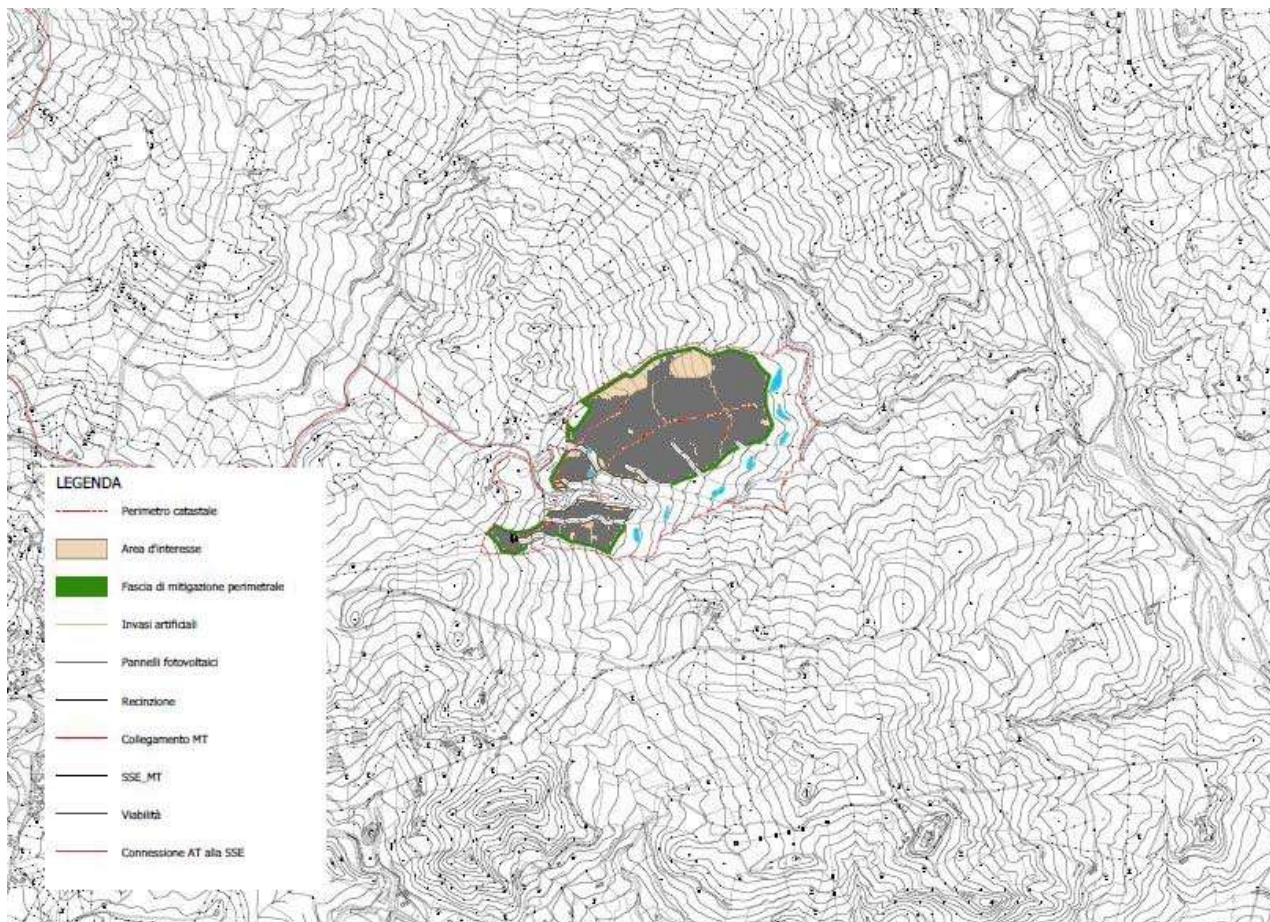 LEGENDA
Perimetro catastale
Area d'interesse
Fascia di mitigazione perimetrale
Invasi artificiali
Pannelli fotovoltaici
Recinzione
Collegamento MT
SSE_MT
Viabilità
Connessione AT alla SSE